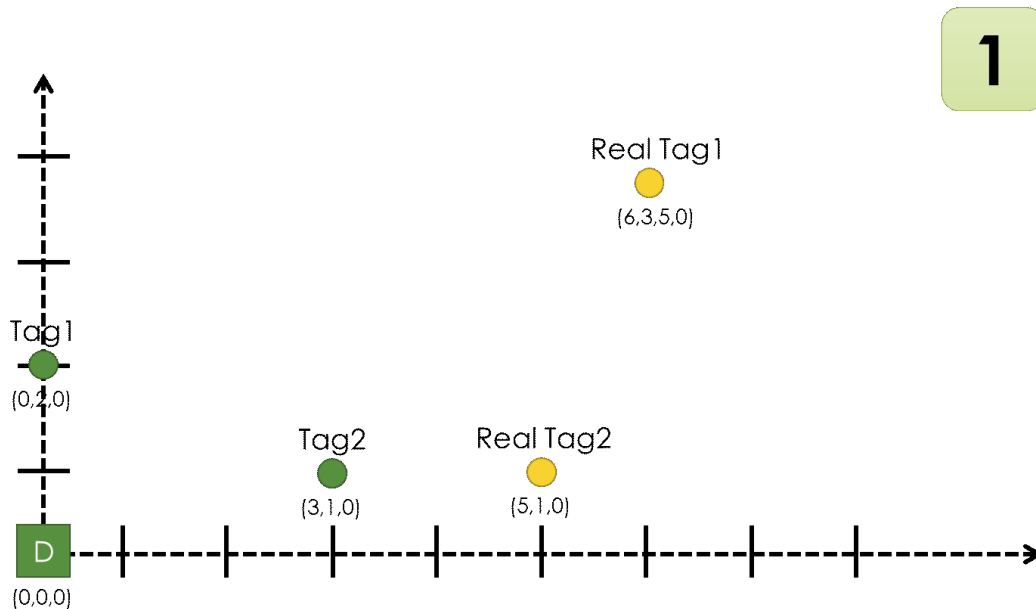 1
Real Tag1
(6,3,5,0)
Tag1
(0,2,0)
Tag2
(3,1,0)
Real Tag2
(5,1,0)
D
(0,0,0)